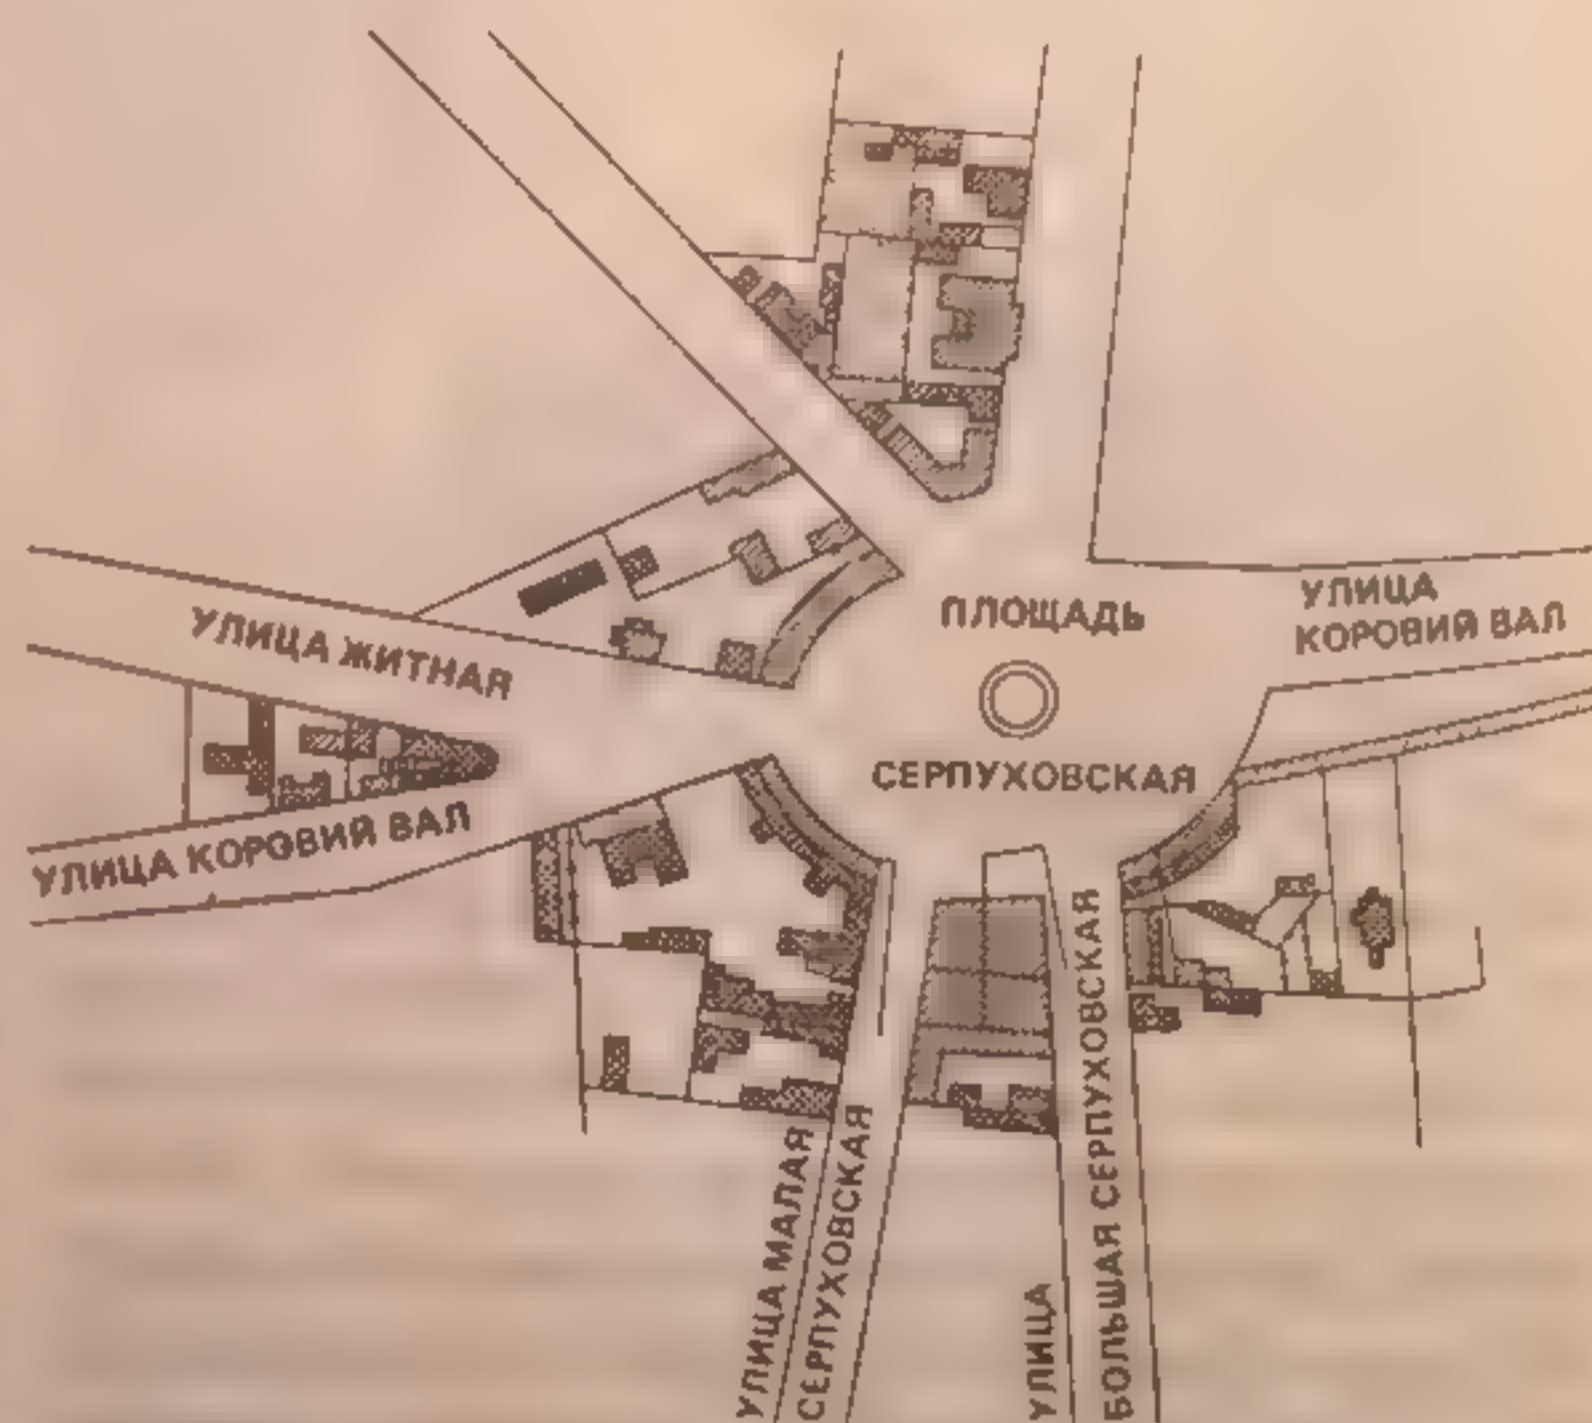 УЛИЦА
КОРОВИЙ ВАЛ
ПЛОЩАДЬ
УЛИЦА ЖИТНАЯ
СЕРПУХОВСКАЯ
УЛИЦА КОРОВИЙ ВАЛ
УЛИЦА МАЛАЯ
СЕРПУХОВСКАЯ
УЛИЦА
БОЛЬШАЯ СЕРПУХОВСКАЯ